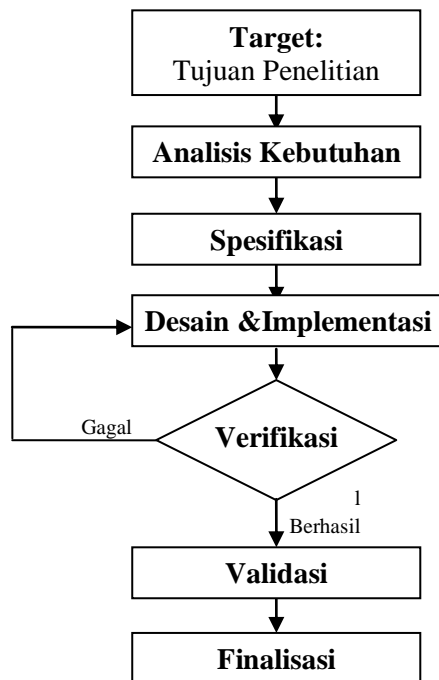 Target:
Tujuan Penelitian
Analisis Kebutuhan
Spesifikasi
Desain &Implementasi
Gagal
Verifikasi
l
Berhasil
Validasi
Finalisasi